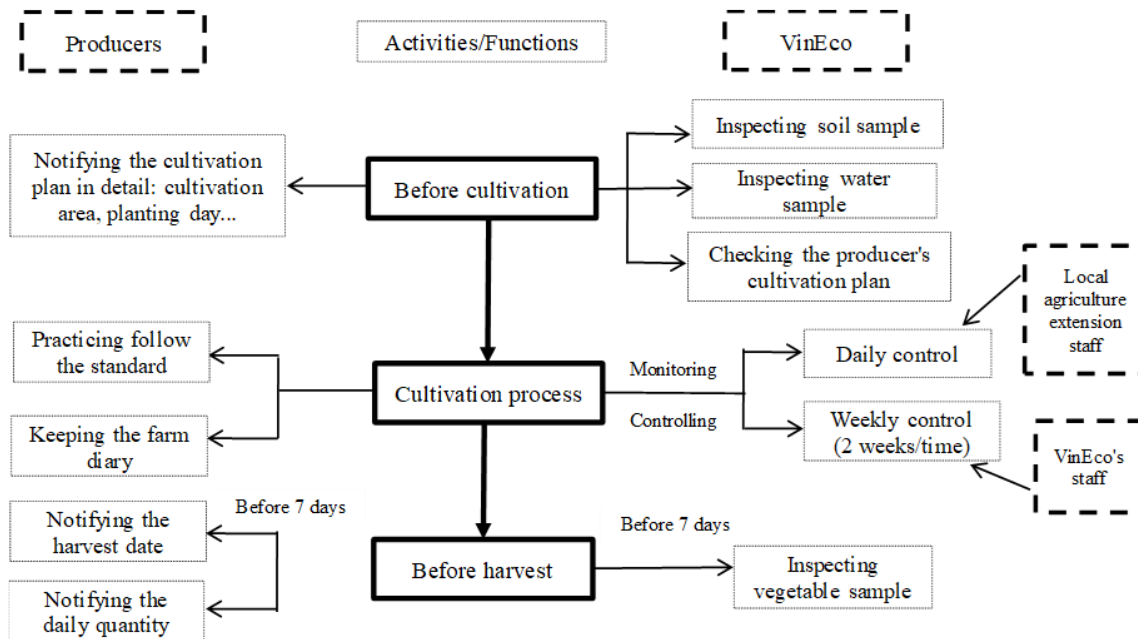 Producers
Activities/Functions
VinEco
Notifying the cultivation
plan in detail: cultivation
area, planting day...
Before cultivation
Inspecting soil sample
Inspecting water
sample
Checking the producer's
cultivation plan
Local
agriculture
extension
staff
Practicing follow
the standard
Keeping the farm
diary
Cultivation process
Monitoring
Controlling
Daily control
Weekly control
(2 weeks/time)
VinEco's
staff
Before 7 days
Notifying the
harvest date
Notifying the
daily quantity
Before harvest
Before 7 days
Inspecting
vegetable sample